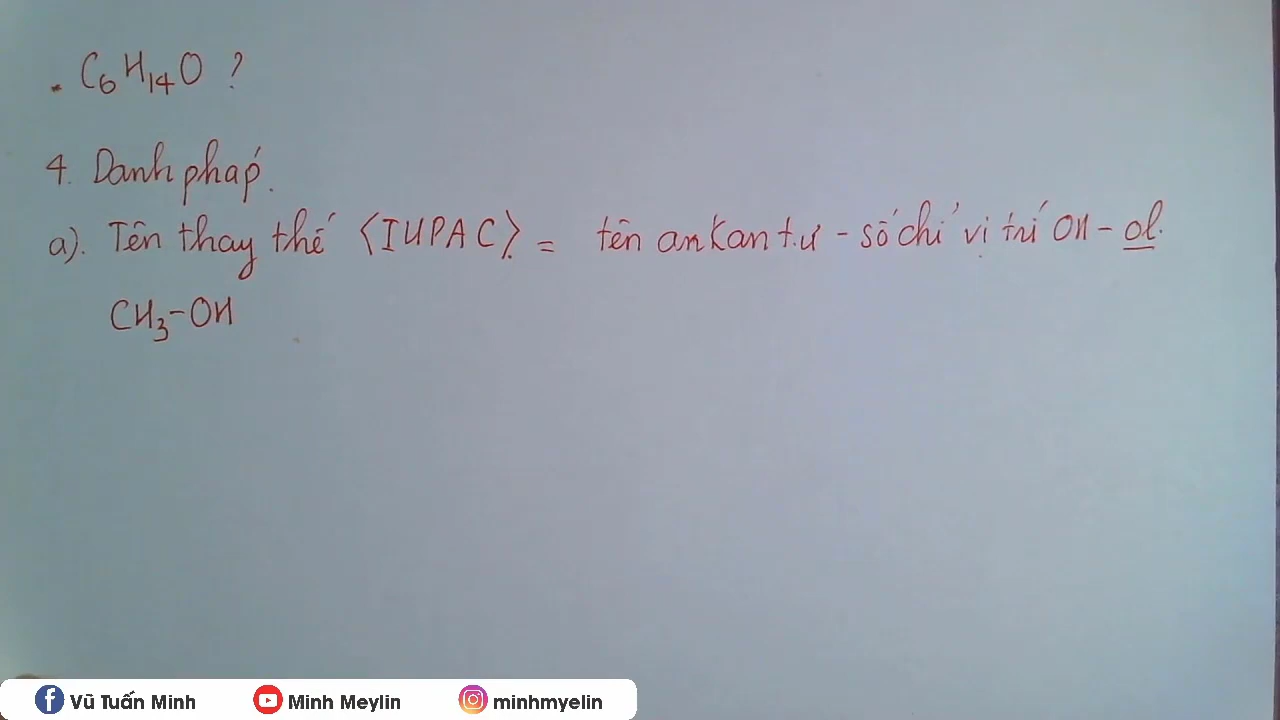 . C₆H₁₄O ?
4. Danh pháp.
a). Tên thay thế ⟨IUPAC⟩. = tên ankan t.ư - số chỉ vị trí OH - ol.
CH₃-OH
Vũ Tuấn Minh Minh Meylin minhmyelin